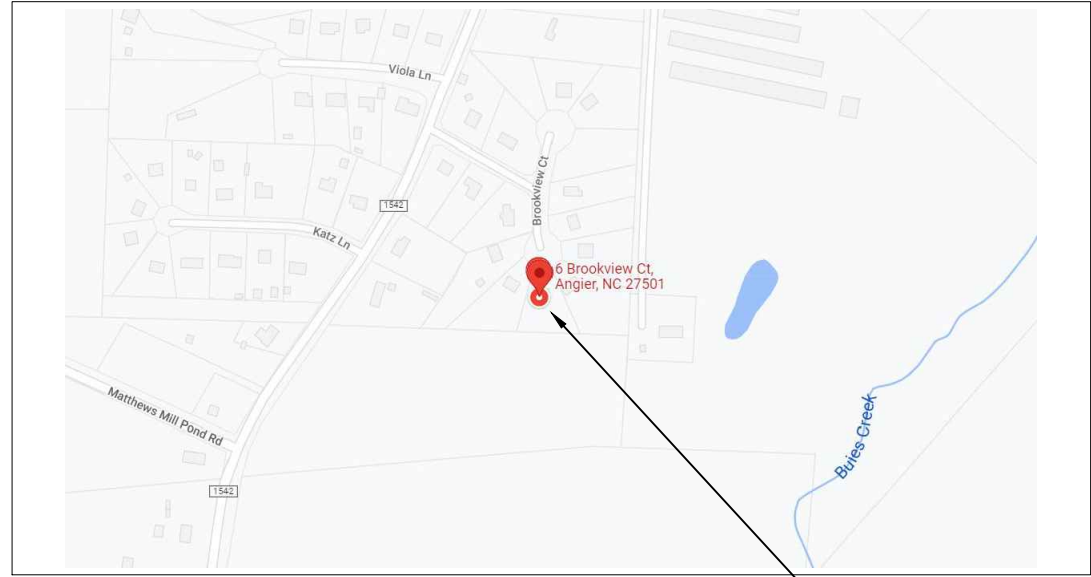 Viola Ln
Brookview Ct
1542
Katz Ln
6 Brookview Ct,
Angier, NC 27501
Matthews Mill Pond Rd
Buies Creek
1542